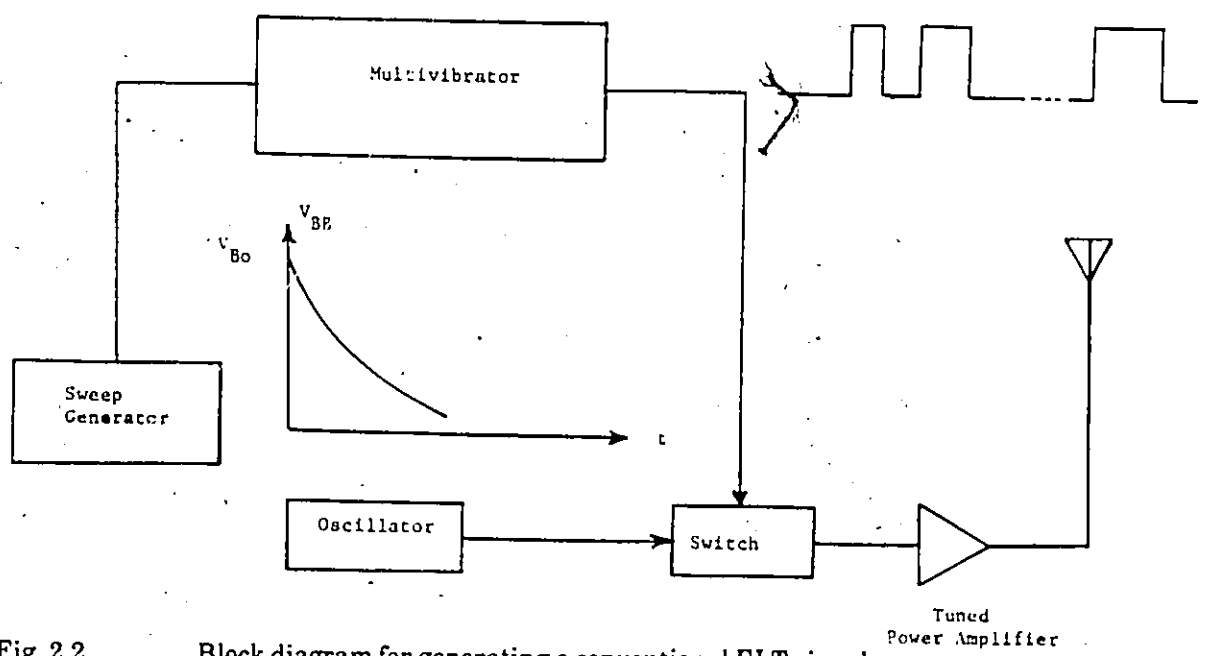 Multivibrator
V_BE
V_Bo
Sweep
Generator
t
Oscillator
Switch
Tuned
Power Amplifier
Fig. 2.2 Block diagram for generating a conventional ELT signal